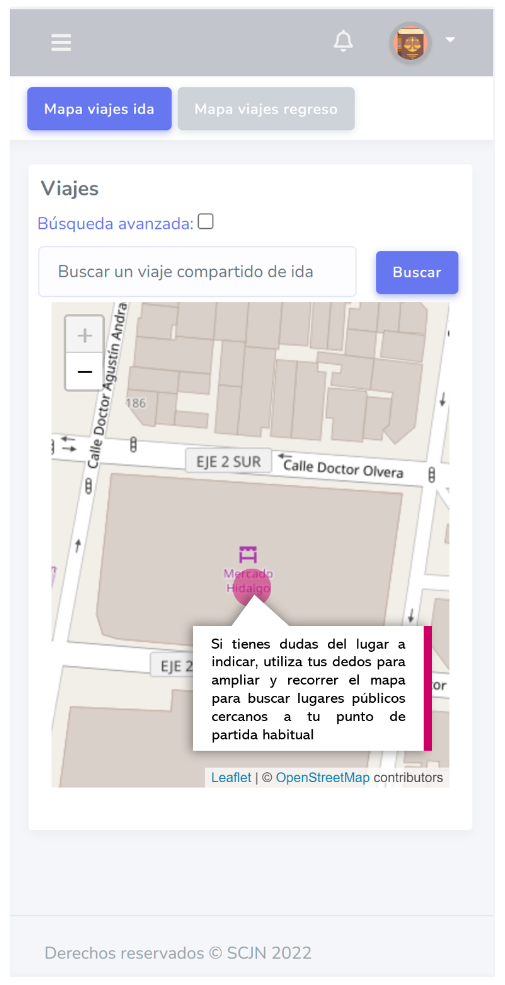 Mapa viajes ida
Mapa viajes regreso
Viajes
Búsqueda avanzada:
Buscar un viaje compartido de ida
Buscar
+
−
Calle Doctor Agustín Andra
186
EJE 2 SUR
Calle Doctor Olvera
Mercado
Hidalgo
EJE 2
or
Si tienes dudas del lugar a
indicar, utiliza tus dedos para
ampliar y recorrer el mapa
para buscar lugares públicos
cercanos a tu punto de
partida habitual
Leaflet | © OpenStreetMap contributors
Derechos reservados © SCJN 2022